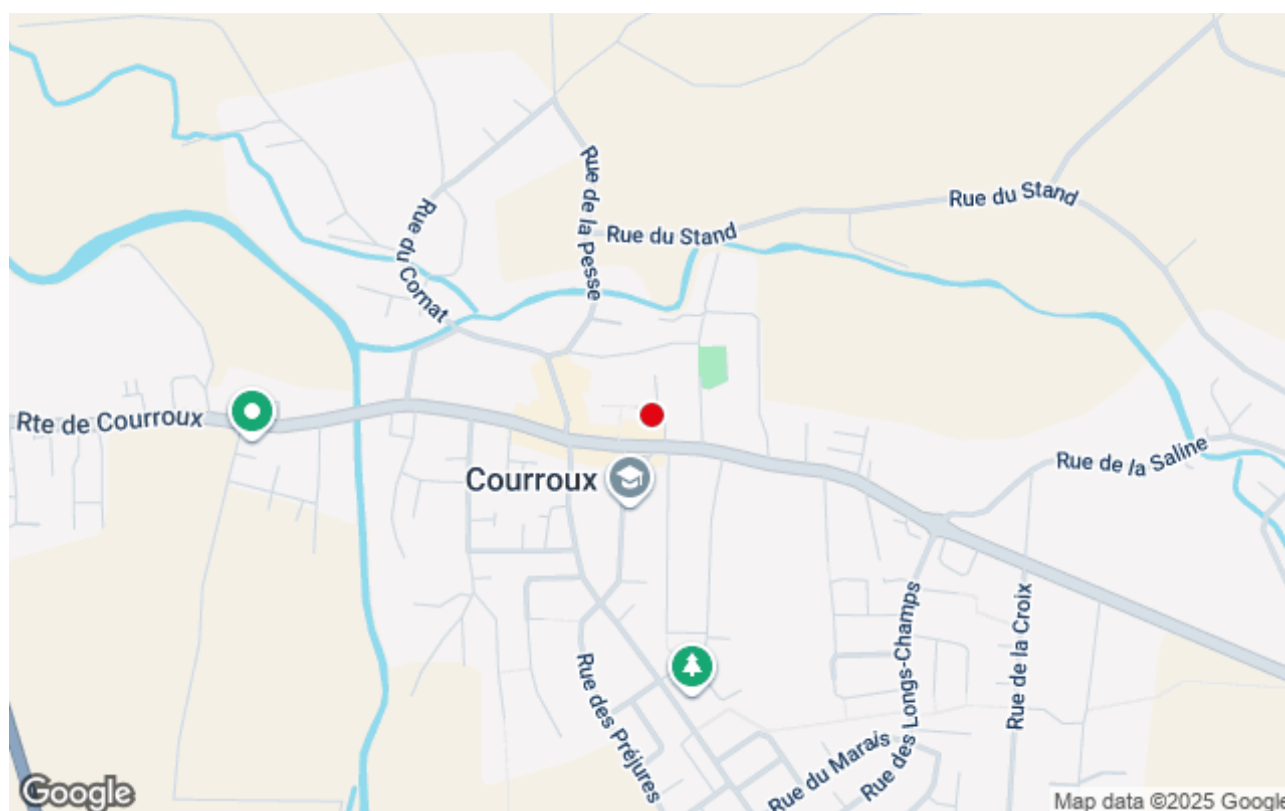 Rue de la Pesse
Rue du Stand
Rue du Stand
Rue du Cornat
Rte de Courroux
Courroux
Rue de la Saline
Rue des Longs-Champs
Rue de la Croix
Rue des Préjures
Rue du Marais
Google
Map data ©2025 Google